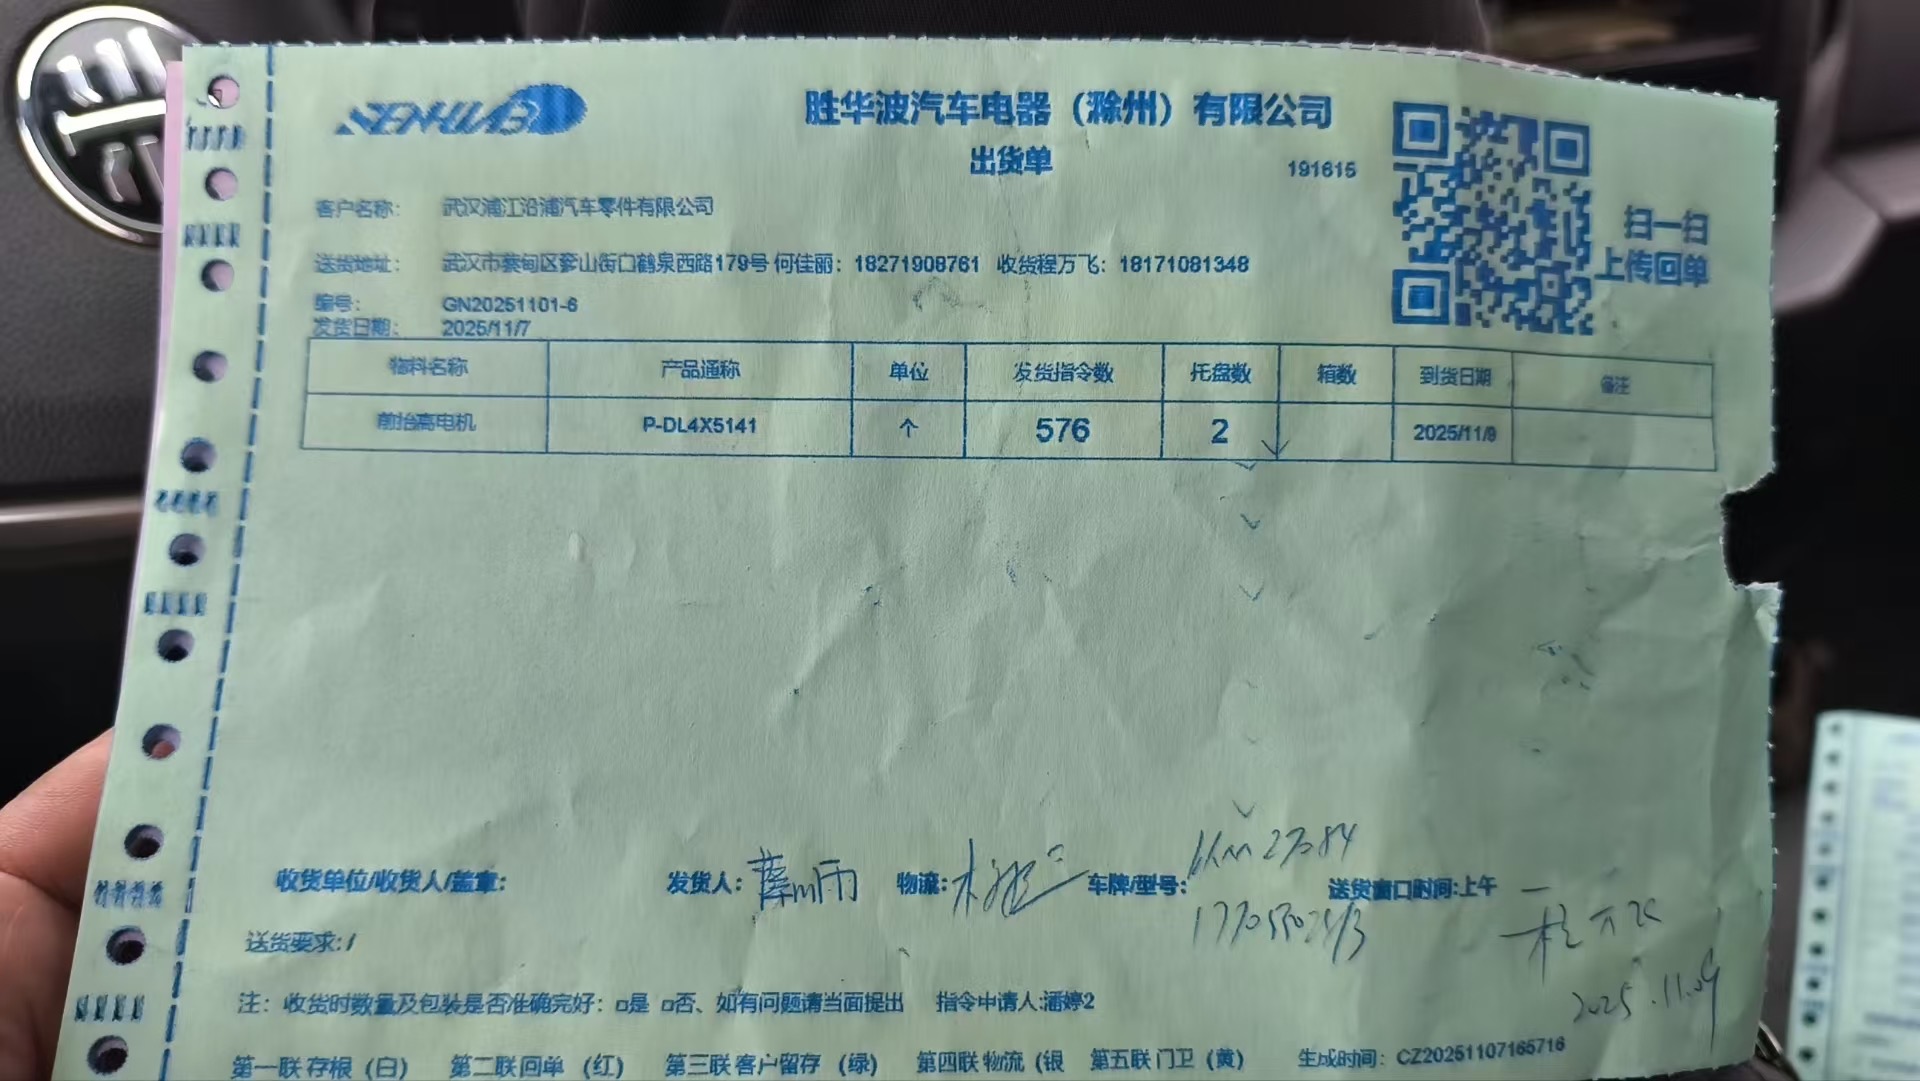 SENHWAB
胜华波汽车电器（滁州）有限公司
出货单
191615
扫一扫
上传回单
客户名称： 武汉浦江沿浦汽车零件有限公司
送货地址： 武汉市蔡甸区奓山街口鹤泉西路179号 何佳丽：18271908761 收货程万飞：18171081348
编号： GN20251101-6
发货日期： 2025/11/7
物料名称 产品通称 单位 发货指令数 托盘数 箱数 到货日期 备注
前抬高电机 P-DL4X5141 个 576 2 2025/11/9
收货单位/收货人/盖章： 发货人： 物流： 车牌/型号： 送货窗口时间:上午
程万飞
2025.11.09
送货要求:/
注： 收货时数量及包装是否准确完好：□是 □否、如有问题请当面提出 指令申请人:潘婷2
第一联 存根（白） 第二联 回单（红） 第三联 客户留存（绿） 第四联 物流（银 第五联 门卫（黄） 生成时间： CZ20251107165716